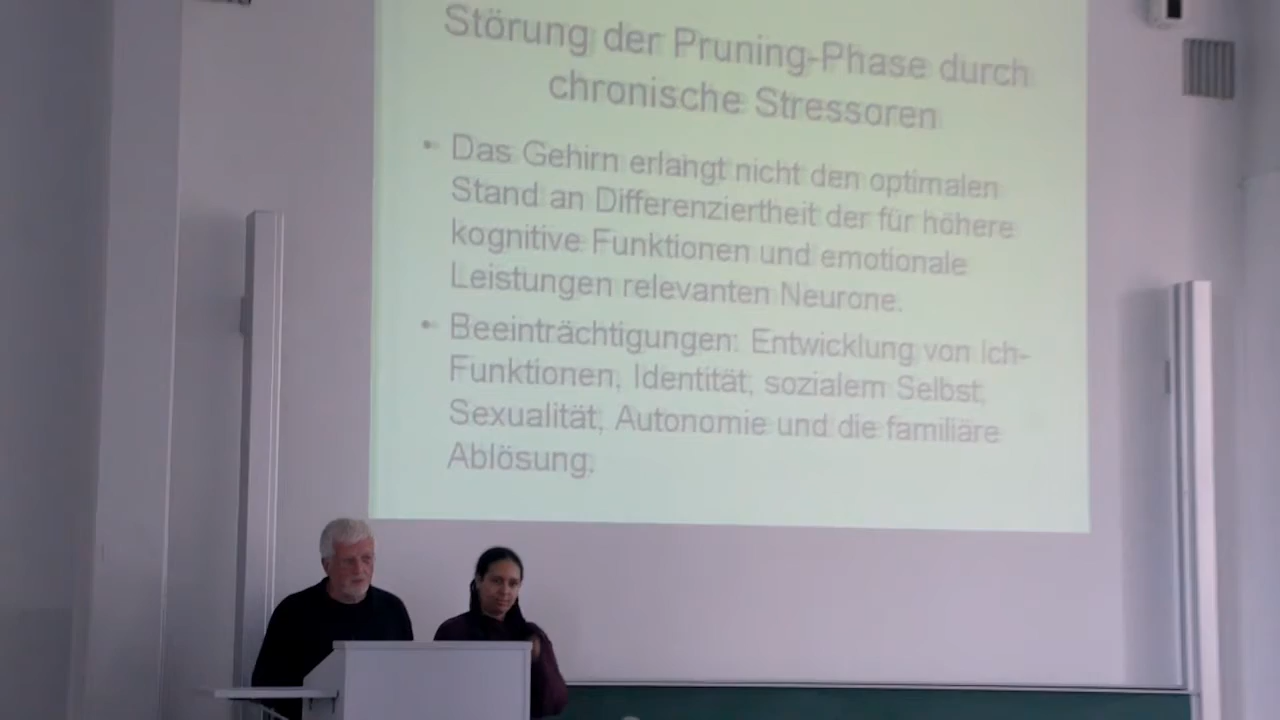 Störung der Pruning-Phase durch
chronische Stressoren
• Das Gehirn erlangt nicht den optimalen
Stand an Differenziertheit der für höhere
kognitive Funktionen und emotionale
Leistungen relevanten Neurone.
• Beeinträchtigungen: Entwicklung von Ich-
Funktionen, Identität, sozialem Selbst,
Sexualität, Autonomie und die familiäre
Ablösung.